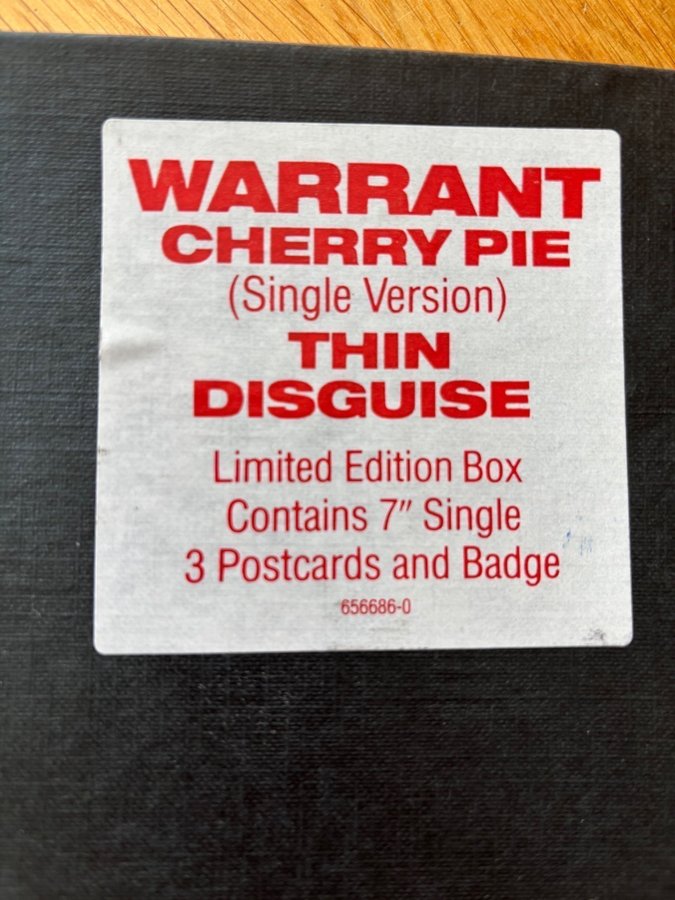 WARRANT
CHERRY PIE
(Single Version)
THIN
DISGUISE
Limited Edition Box
Contains 7" Single
3 Postcards and Badge
656686-0